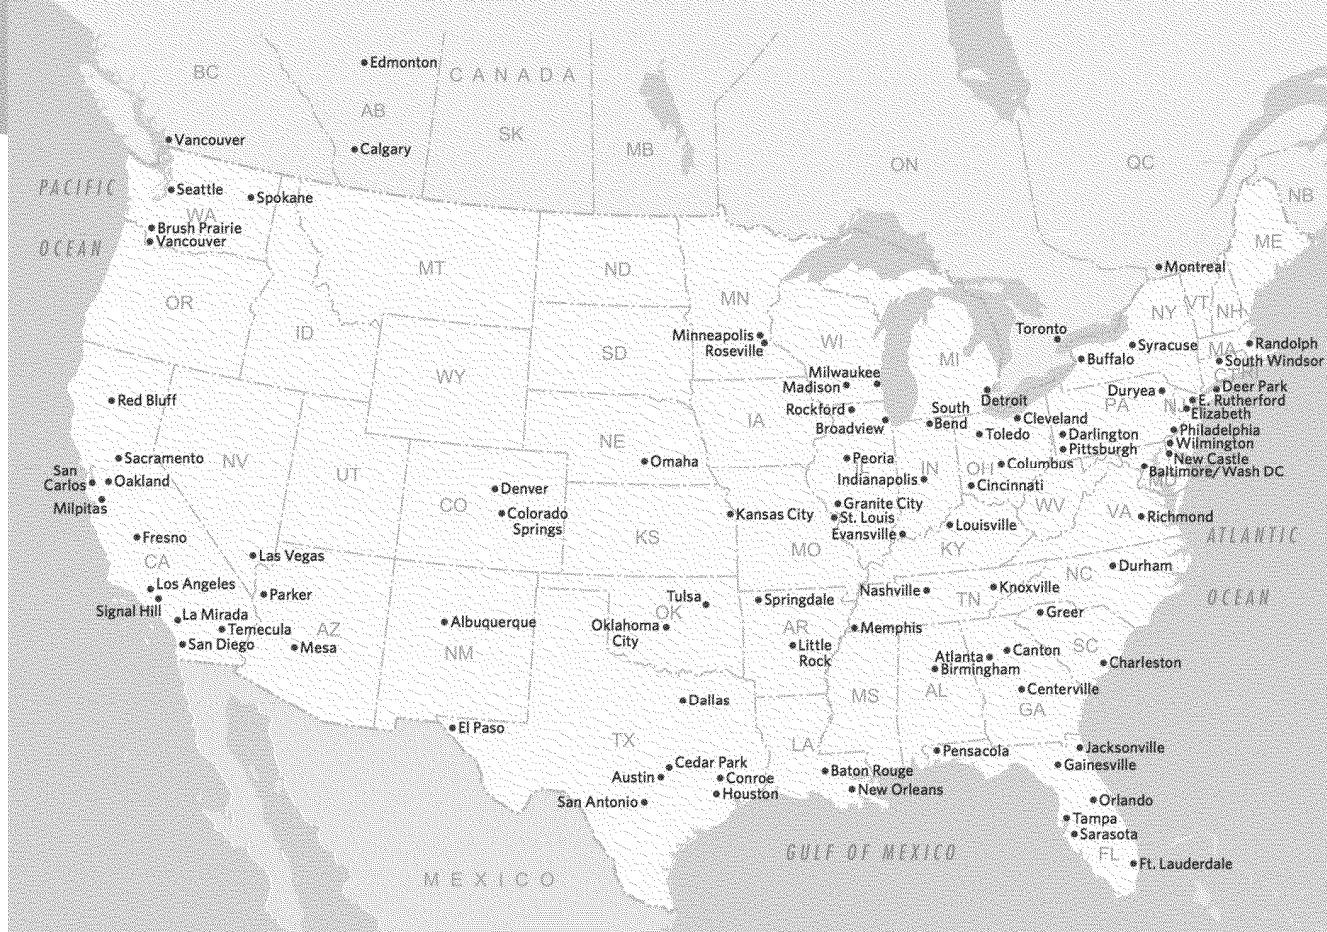 Edmonton
CANADA
BC
AB
SK
MB
ON
QC
NB
Vancouver
Calgary
PACIFIC
OCEAN
Seattle
Spokane
WA
Brush Prairie
Vancouver
ME
Montreal
MT
ND
MN
OR
ID
NY
VT
NH
Toronto
Minneapolis
Roseville
WI
MI
Syracuse
Buffalo
MA
Randolph
South Windsor
SD
WY
Milwaukee
Madison
Detroit
Duryea
PA
NJ
Deer Park
E. Rutherford
Elizabeth
Red Bluff
Rockford
Broadview
IA
South
Bend
Cleveland
Toledo
Darlington
Pittsburgh
Philadelphia
Wilmington
New Castle
Baltimore/Wash DC
MD
NE
Omaha
Peoria
Indianapolis
IN
OH
Columbus
Cincinnati
Sacramento
San
Carlos
Oakland
Milpitas
NV
UT
CO
Denver
Colorado
Springs
Kansas City
Granite City
St. Louis
Evansville
Louisville
WV
VA
Richmond
ATLANTIC
OCEAN
Fresno
CA
Las Vegas
KS
MO
KY
Durham
NC
Los Angeles
Signal Hill
La Mirada
Temecula
San Diego
Parker
AZ
Mesa
Albuquerque
NM
Tulsa
OK
Oklahoma
City
Springdale
AR
Little
Rock
Nashville
Knoxville
TN
Memphis
Greer
SC
Atlanta
Canton
Birmingham
Charleston
MS
AL
Centerville
GA
Dallas
El Paso
TX
LA
Cedar Park
Austin
Conroe
Houston
San Antonio
Baton Rouge
New Orleans
Pensacola
Jacksonville
Gainesville
Orlando
Tampa
Sarasota
FL
Ft. Lauderdale
GULF OF MEXICO
MEXICO